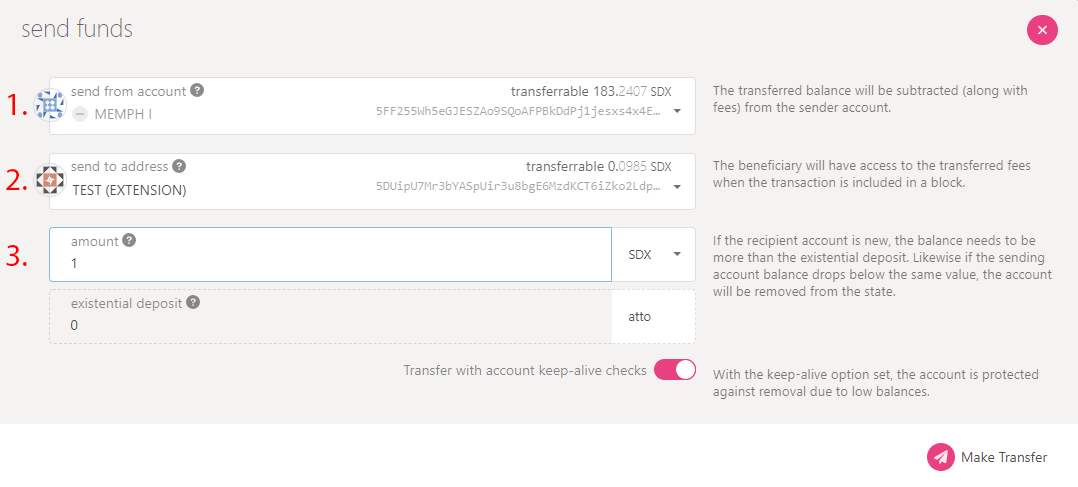 send funds
1.
send from account ?
transferrable 183.2407 SDX
MEMPH I
5FF255Wh5eGJESZAo9SQoAFPBkDdPj1jesxs4x4E…
The transferred balance will be subtracted (along with
fees) from the sender account.
2.
send to address ?
transferrable 0.0985 SDX
TEST (EXTENSION)
5DUipU7Mr3bYASpUir3u8bgE6MzdKCT6iZko2Ldp…
The beneficiary will have access to the transferred fees
when the transaction is included in a block.
3.
amount ?
1
SDX
If the recipient account is new, the balance needs to be
more than the existential deposit. Likewise if the sending
account balance drops below the same value, the account
will be removed from the state.
existential deposit ?
0
atto
Transfer with account keep-alive checks
With the keep-alive option set, the account is protected
against removal due to low balances.
Make Transfer